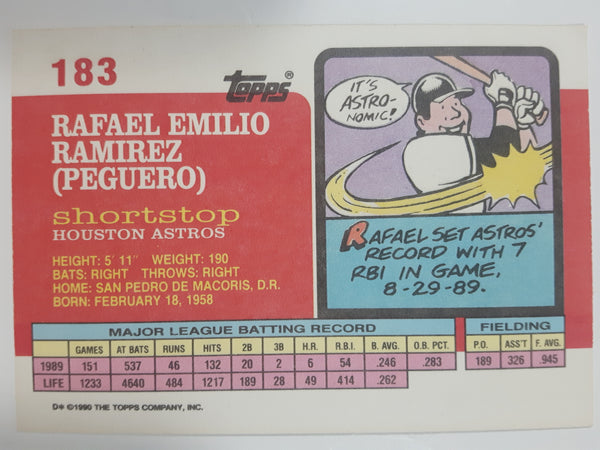 183
Topps®
RAFAEL EMILIO
RAMIREZ
(PEGUERO)
shortstop
HOUSTON ASTROS
HEIGHT: 5' 11" WEIGHT: 190
BATS: RIGHT THROWS: RIGHT
HOME: SAN PEDRO DE MACORIS, D.R.
BORN: FEBRUARY 18, 1958
IT'S
ASTRO-
NOMIC!
RAFAEL SET ASTROS'
RECORD WITH 7
RBI IN GAME,
8-29-89.
MAJOR LEAGUE BATTING RECORD FIELDING
GAMES AT BATS RUNS HITS 2B 3B H.R. R.B.I. B. AVG. O.B. PCT. P.O. ASS'T F. AVG.
1989 151 537 46 132 20 2 6 54 .246 .283 189 326 .945
LIFE 1233 4640 484 1217 189 28 49 414 .262
D* ©1990 THE TOPPS COMPANY, INC.